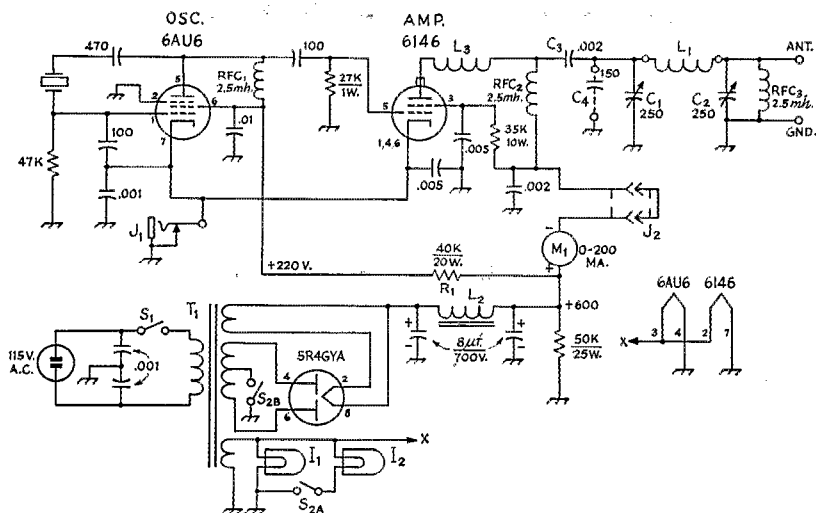 OSC.
6AU6
AMP.
6146
470
100
RFC1
2.5mh.
27K
1W.
L3
C3 .002
L1
ANT.
RFC2
2.5mh.
150
C4
C1
250
C2
250
RFC3
2.5mh.
GND.
5
2
1
6
7
.01
5
3
1,4,6
.005
35K
10W.
47K
100
.001
.005
.002
J1
J2
-
M1
+
0-200
MA.
+220 V.
40K
20W.
R1
L2
+600
6AU6
6146
X
3
4
2
7
115V.
A.C.
S1
T1
.001
5R4GYA
4
2
6
8
S2B
+
-
8µf.
700V.
+
-
50K
25W.
X
I1
I2
S2A